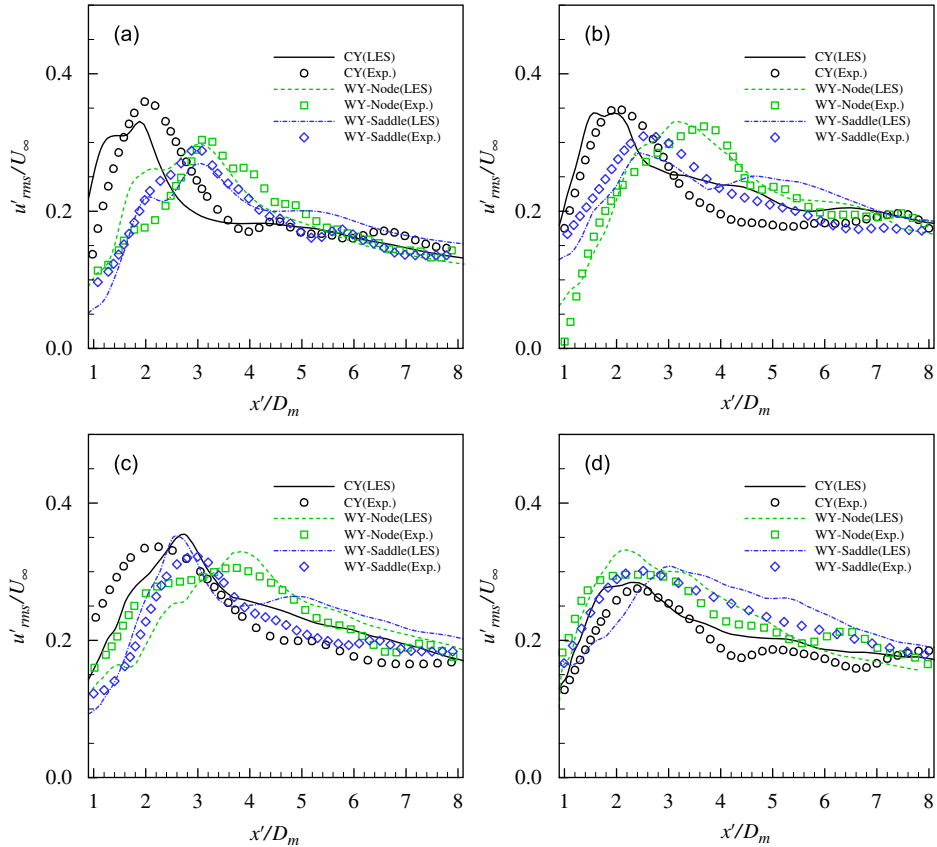 (a)
CY(LES)
CY(Exp.)
WY-Node(LES)
WY-Node(Exp.)
WY-Saddle(LES)
WY-Saddle(Exp.)
0.4
0.2
0.0
u'rms/U∞
1 2 3 4 5 6 7 8
x'/Dm
(b)
CY(LES)
CY(Exp.)
WY-Node(LES)
WY-Node(Exp.)
WY-Saddle(LES)
WY-Saddle(Exp.)
0.4
0.2
0.0
u'rms/U∞
1 2 3 4 5 6 7 8
x'/Dm
(c)
CY(LES)
CY(Exp.)
WY-Node(LES)
WY-Node(Exp.)
WY-Saddle(LES)
WY-Saddle(Exp.)
0.4
0.2
0.0
u'rms/U∞
1 2 3 4 5 6 7 8
x'/Dm
(d)
CY(LES)
CY(Exp.)
WY-Node(LES)
WY-Node(Exp.)
WY-Saddle(LES)
WY-Saddle(Exp.)
0.4
0.2
0.0
u'rms/U∞
1 2 3 4 5 6 7 8
x'/Dm